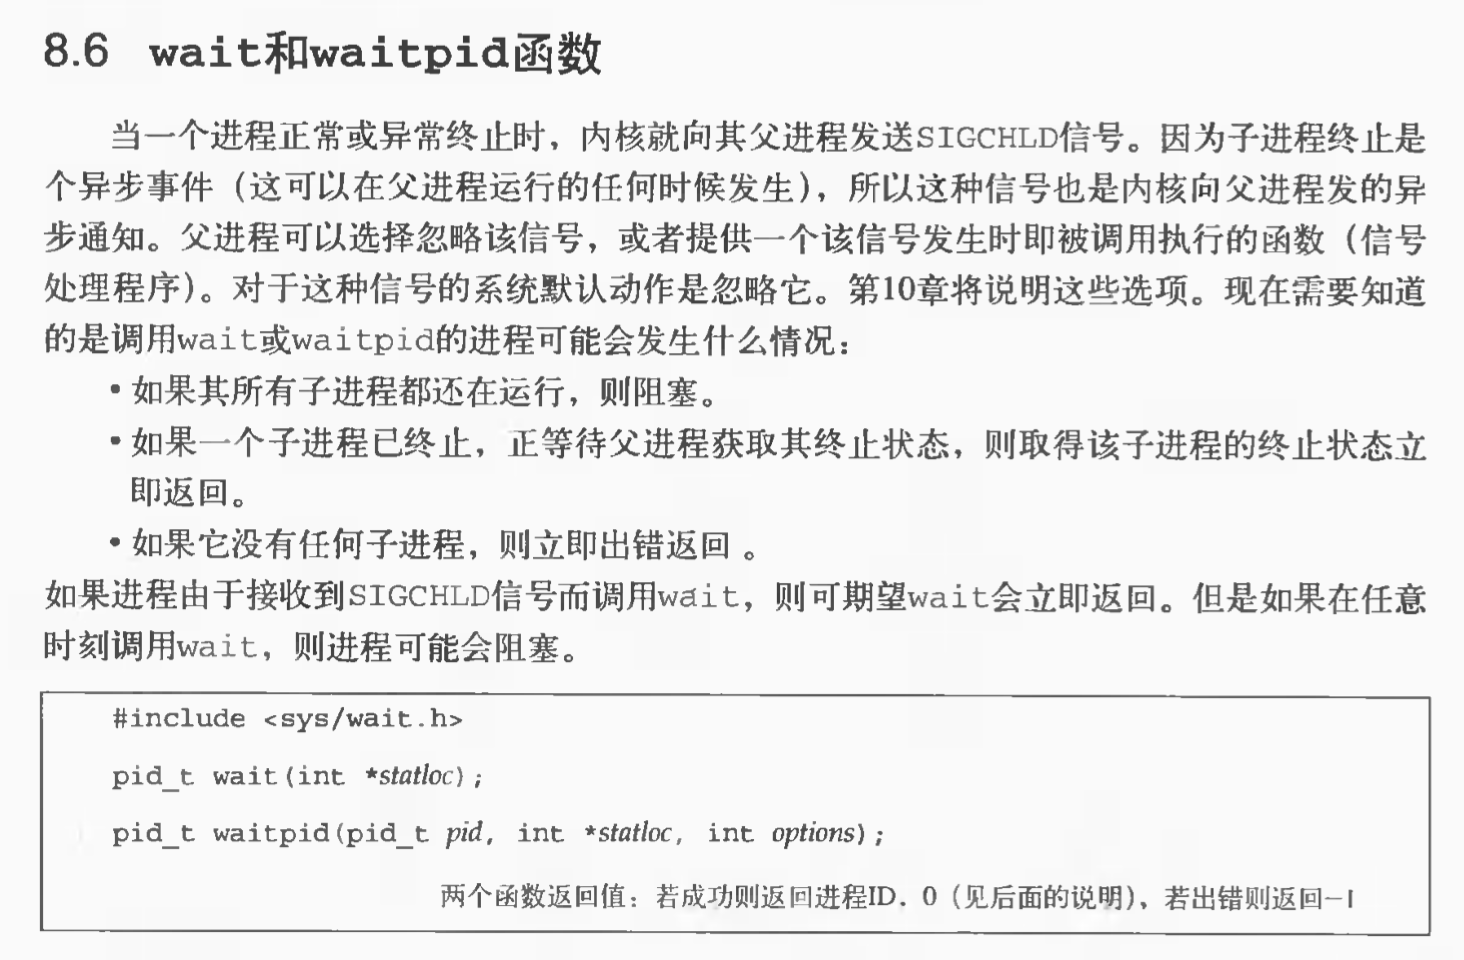 8.6 wait和waitpid函数
当一个进程正常或异常终止时，内核就向其父进程发送SIGCHLD信号。因为子进程终止是
个异步事件（这可以在父进程运行的任何时候发生），所以这种信号也是内核向父进程发的异
步通知。父进程可以选择忽略该信号，或者提供一个该信号发生时即被调用执行的函数（信号
处理程序）。对于这种信号的系统默认动作是忽略它。第10章将说明这些选项。现在需要知道
的是调用wait或waitpid的进程可能会发生什么情况：
• 如果其所有子进程都还在运行，则阻塞。
• 如果一个子进程已终止，正等待父进程获取其终止状态，则取得该子进程的终止状态立
即返回。
• 如果它没有任何子进程，则立即出错返回 。
如果进程由于接收到SIGCHLD信号而调用wait，则可期望wait会立即返回。但是如果在任意
时刻调用wait，则进程可能会阻塞。
#include <sys/wait.h>
pid_t wait(int *statloc);
pid_t waitpid(pid_t pid, int *statloc, int options);
两个函数返回值：若成功则返回进程ID，0（见后面的说明），若出错则返回-1